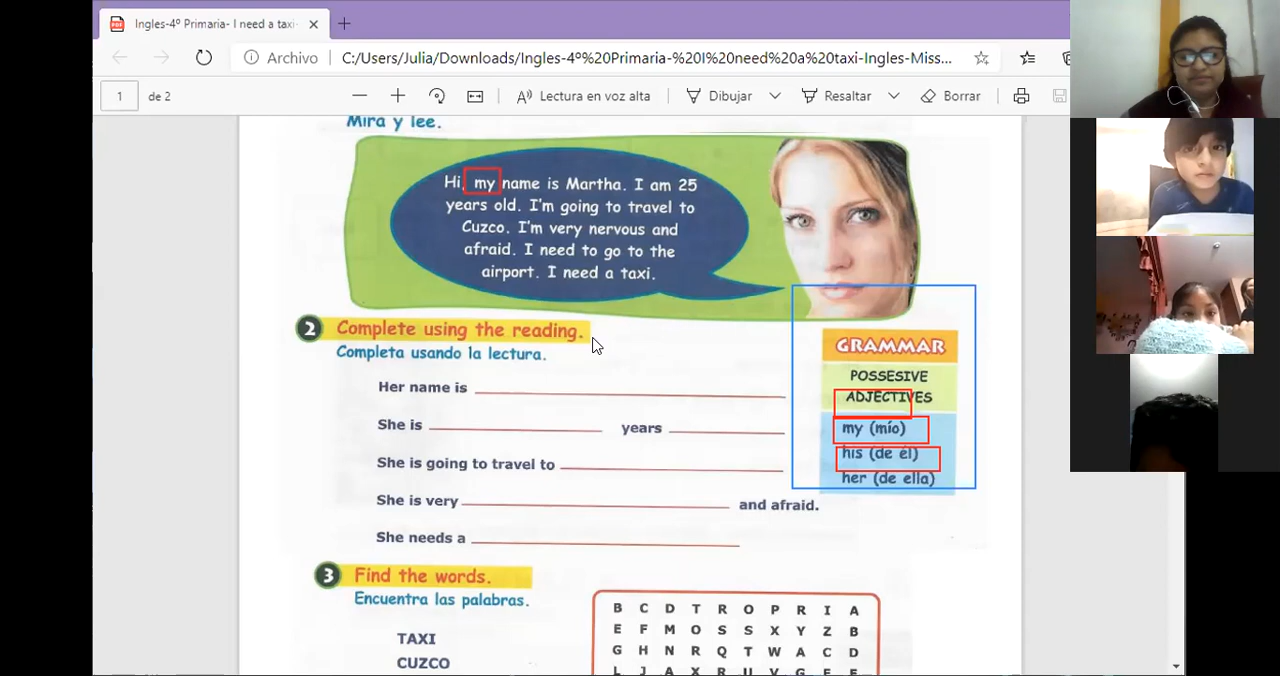 Ingles-4º Primaria- I need a taxi-
Archivo
C:/Users/Julia/Downloads/Ingles-4º%20Primaria-%20I%20need%20a%20taxi-Ingles-Miss...
1 de 2
Lectura en voz alta
Dibujar
Resaltar
Borrar
Mira y lee.
Hi, my name is Martha. I am 25
years old. I'm going to travel to
Cuzco. I'm very nervous and
afraid. I need to go to the
airport. I need a taxi.
2 Complete using the reading.
Completa usando la lectura.
Her name is
She is years
She is going to travel to
She is very and afraid.
She needs a
GRAMMAR
POSSESIVE
ADJECTIVES
my (mío)
his (de él)
her (de ella)
3 Find the words.
Encuentra las palabras.
TAXI
CUZCO
B C D T R O P R I A
E F M O S S X Y Z B
G H N R Q T W A C D